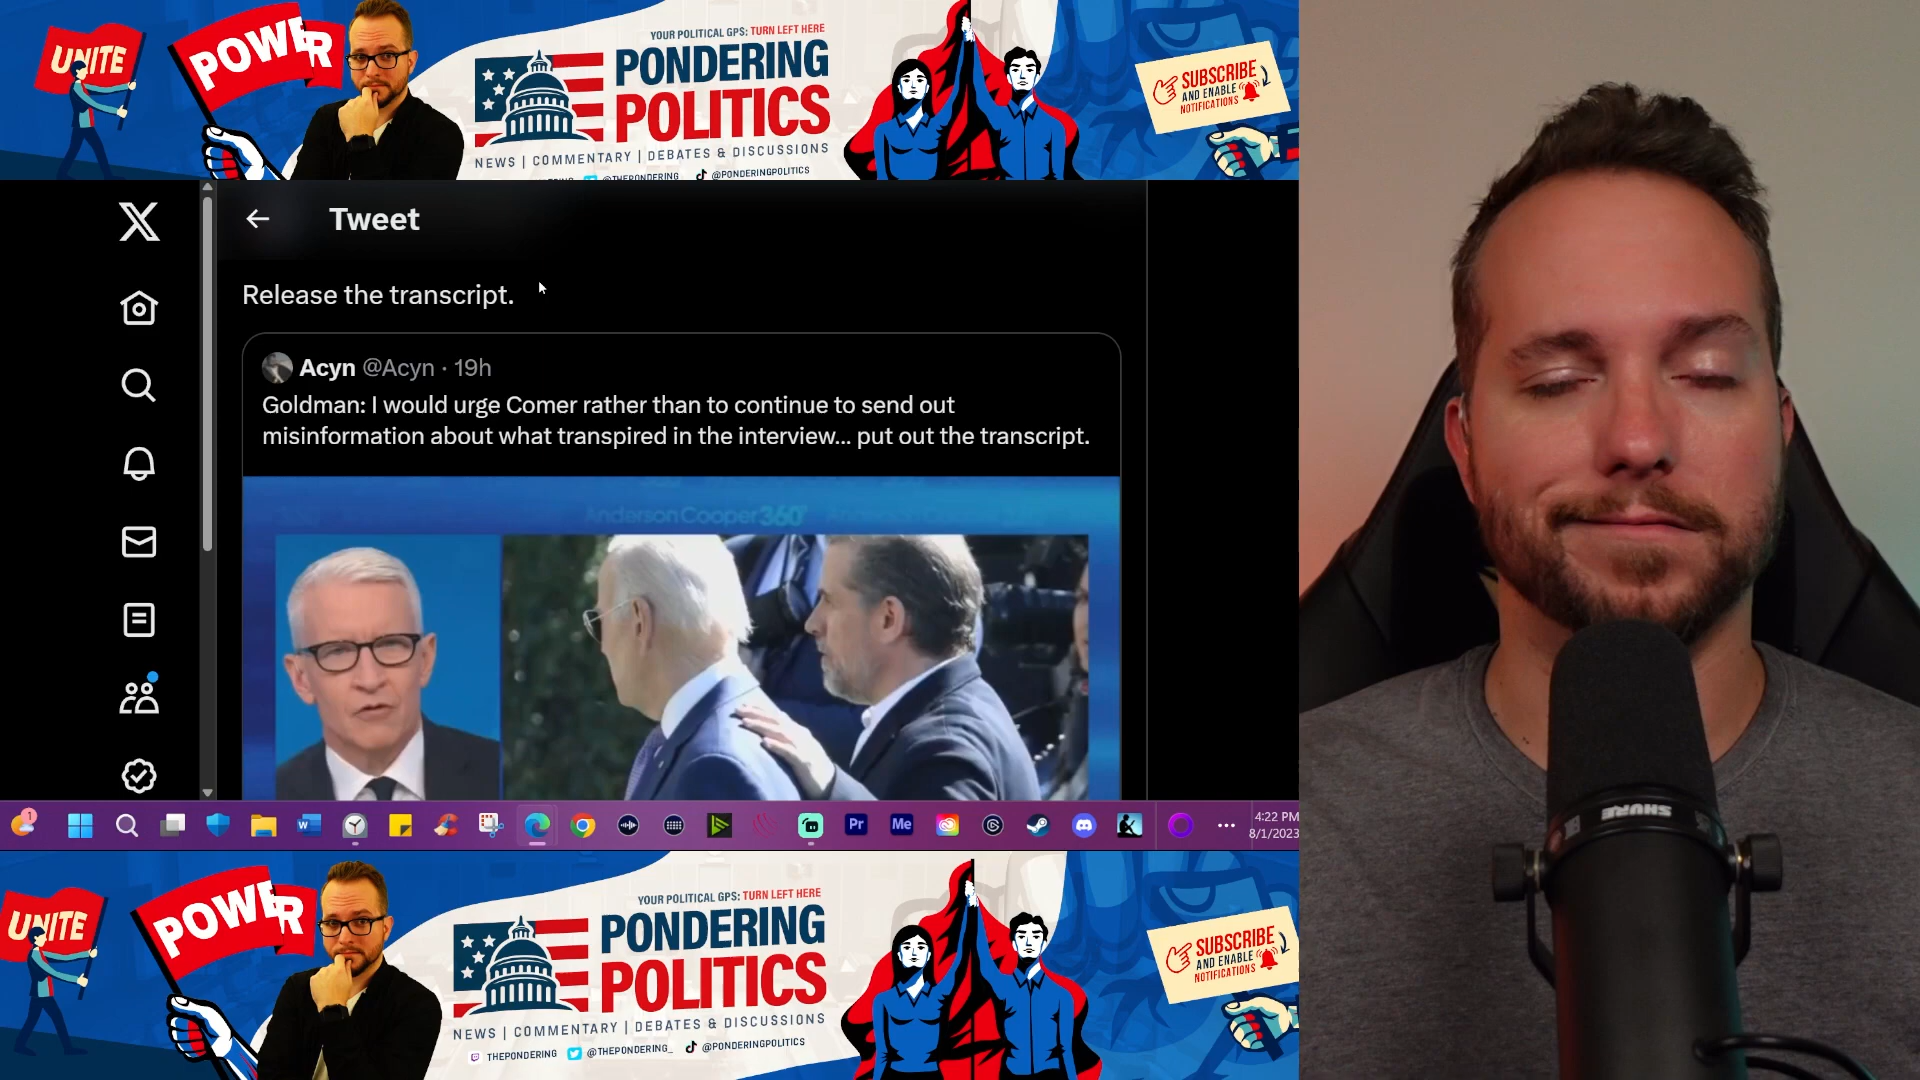 UNITE
POWER
YOUR POLITICAL GPS: TURN LEFT HERE
PONDERING
POLITICS
NEWS | COMMENTARY | DEBATES & DISCUSSIONS
@THEPONDERING
@PONDERINGPOLITICS
SUBSCRIBE
AND ENABLE
NOTIFICATIONS
Tweet
Release the transcript.
Acyn @Acyn · 19h
Goldman: I would urge Comer rather than to continue to send out
misinformation about what transpired in the interview... put out the transcript.
Anderson Cooper 360°
1
W
Pr
Me
4:22 PM
8/1/2023
SHURE
UNITE
POWER
YOUR POLITICAL GPS: TURN LEFT HERE
PONDERING
POLITICS
NEWS | COMMENTARY | DEBATES & DISCUSSIONS
THEPONDERING @THEPONDERING_ @PONDERINGPOLITICS
SUBSCRIBE
AND ENABLE
NOTIFICATIONS